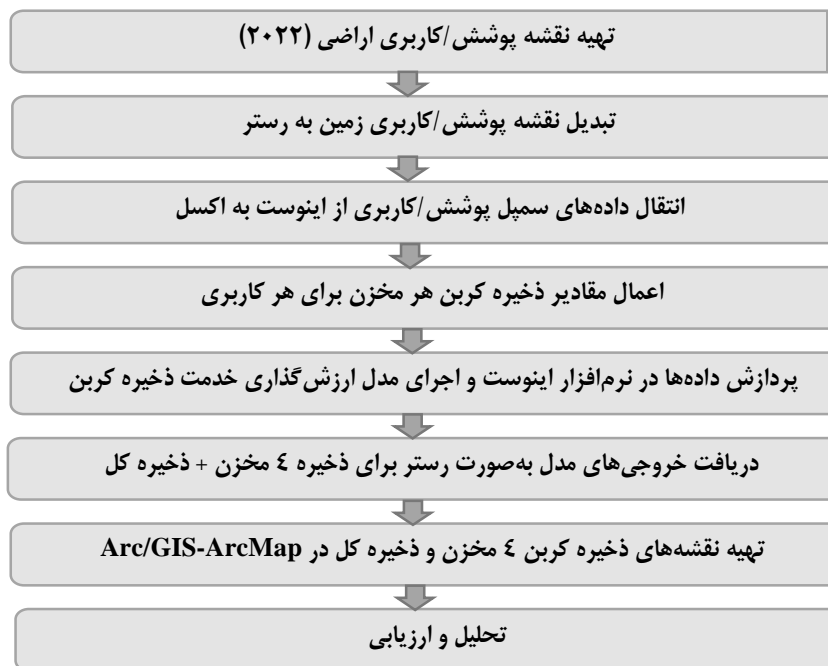 تهیه نقشه پوشش/کاربری اراضی (۲۰۲۲)
تبدیل نقشه پوشش/کاربری زمین به رستر
انتقال داده‌های سمپل پوشش/کاربری از اینوست به اکسل
اعمال مقادیر ذخیره کربن هر مخزن برای هر کاربری
پردازش داده‌ها در نرم‌افزار اینوست و اجرای مدل ارزش‌گذاری خدمت ذخیره کربن
دریافت خروجی‌های مدل به‌صورت رستر برای ذخیره ٤ مخزن + ذخیره کل
تهیه نقشه‌های ذخیره کربن ٤ مخزن و ذخیره کل در Arc/GIS-ArcMap
تحلیل و ارزیابی